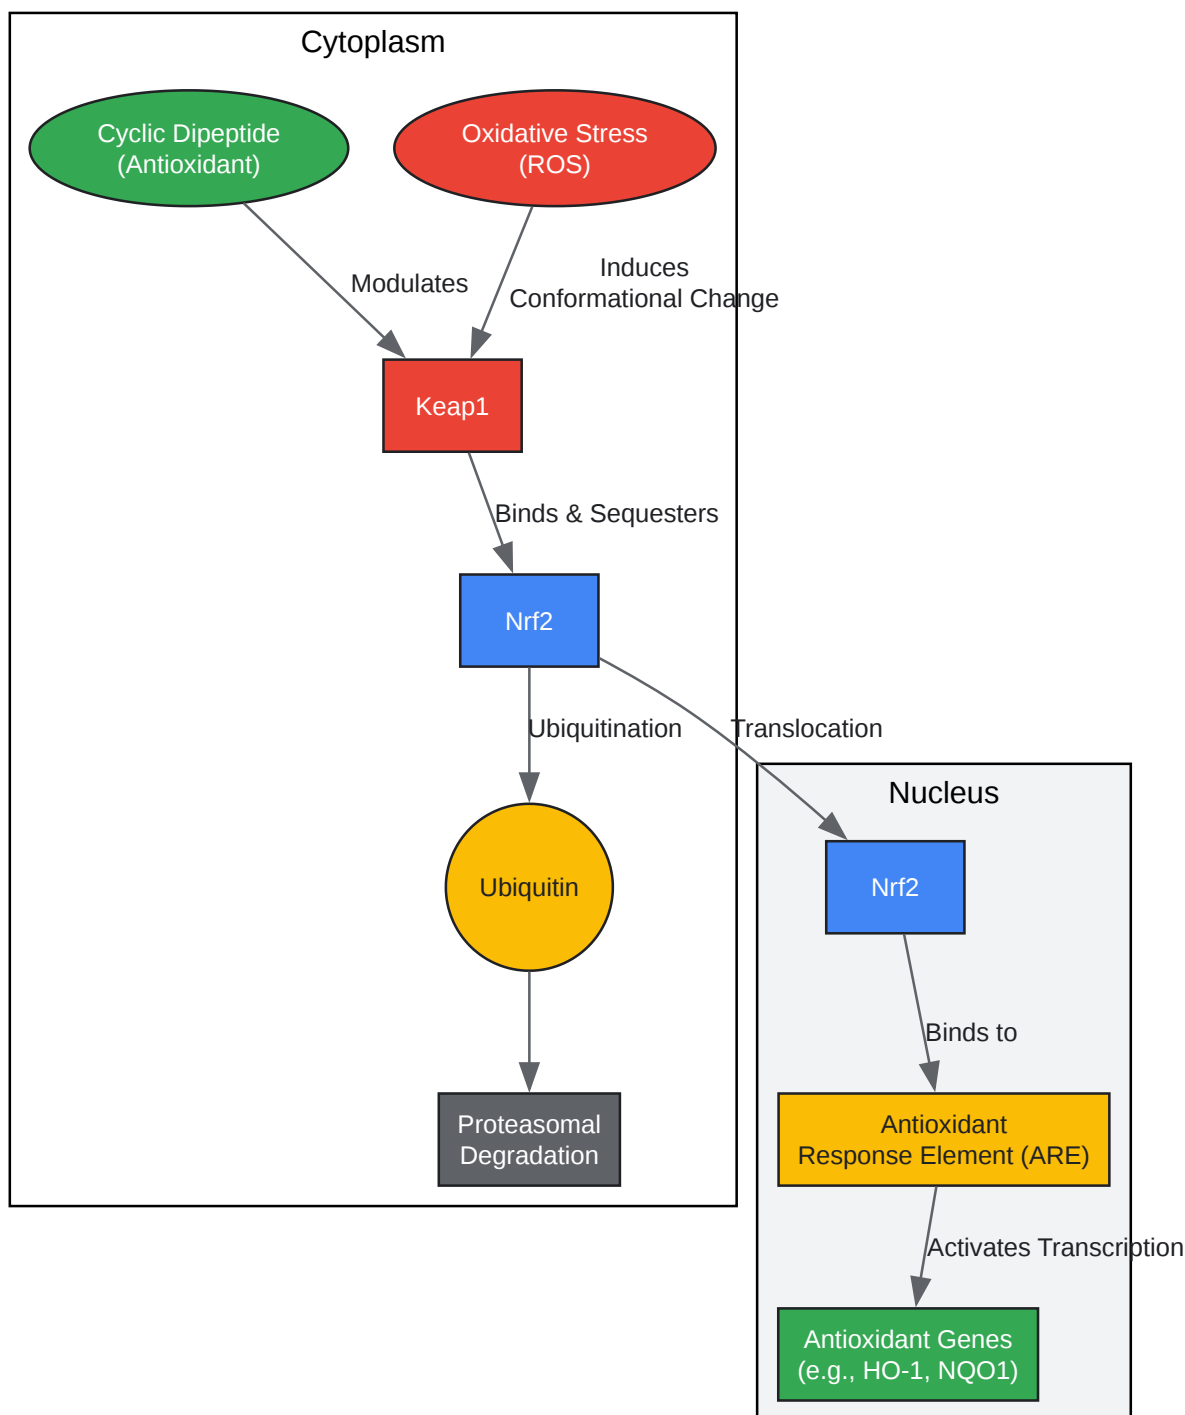 Cytoplasm
Cyclic Dipeptide
(Antioxidant)
Oxidative Stress
(ROS)
Modulates
Induces
Conformational Change
Keap1
Binds & Sequesters
Nrf2
Ubiquitination
Translocation
Nucleus
Ubiquitin
Nrf2
Binds to
Proteasomal
Degradation
Antioxidant
Response Element (ARE)
Activates Transcription
Antioxidant Genes
(e.g., HO-1, NQO1)